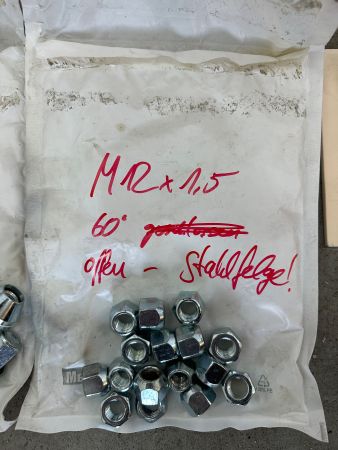 M12 x 1,5
60°
offen - Stahlfelge!